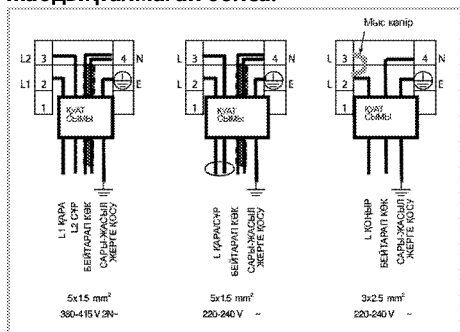 Мыс көпір
L2 3 4 N
L1 2 E
1
ҚУАТ
СЫМЫ
L1 ҚАРА
L2 СҰР
БЕЙТАРАП КӨК
САРЫ-ЖАСЫЛ
ЖЕРГЕ ҚОСУ
5x1.5 mm²
380-415 V 2N~
L 3 4 N
L 2 E
1
ҚУАТ
СЫМЫ
L ҚАРА/СҰР
БЕЙТАРАП КӨК
САРЫ-ЖАСЫЛ
ЖЕРГЕ ҚОСУ
5x1.5 mm²
220-240 V ~
L 3 4 N
L 2 E
1
ҚУАТ
СЫМЫ
L ҚОҢЫР
БЕЙТАРАП КӨК
САРЫ-ЖАСЫЛ
ЖЕРГЕ ҚОСУ
3x2.5 mm²
220-240 V ~